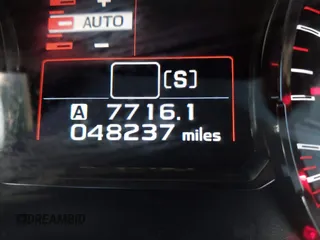 +
AUTO
-
[S]
A 7716.1
048237 miles
DREAMBID